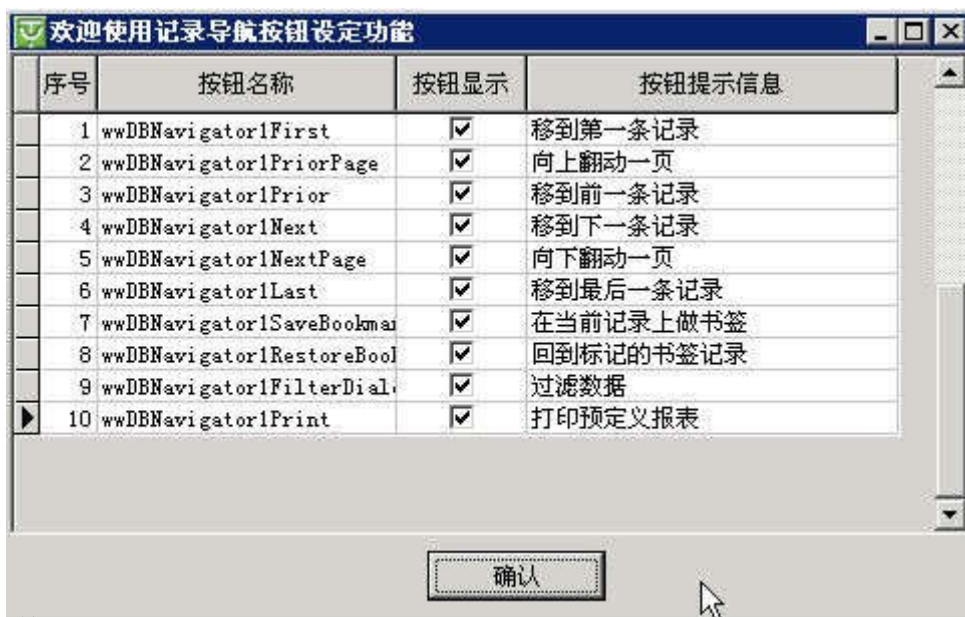 欢迎使用记录导航按钮设定功能
序号 按钮名称 按钮显示 按钮提示信息
1 wwDBNavigator1First 移到第一条记录
2 wwDBNavigator1PriorPage 向上翻动一页
3 wwDBNavigator1Prior 移到前一条记录
4 wwDBNavigator1Next 移到下一条记录
5 wwDBNavigator1NextPage 向下翻动一页
6 wwDBNavigator1Last 移到最后一条记录
7 wwDBNavigator1SaveBookmar 在当前记录上做书签
8 wwDBNavigator1RestoreBool 回到标记的书签记录
9 wwDBNavigator1FilterDial 过滤数据
10 wwDBNavigator1Print 打印预定义报表
确认